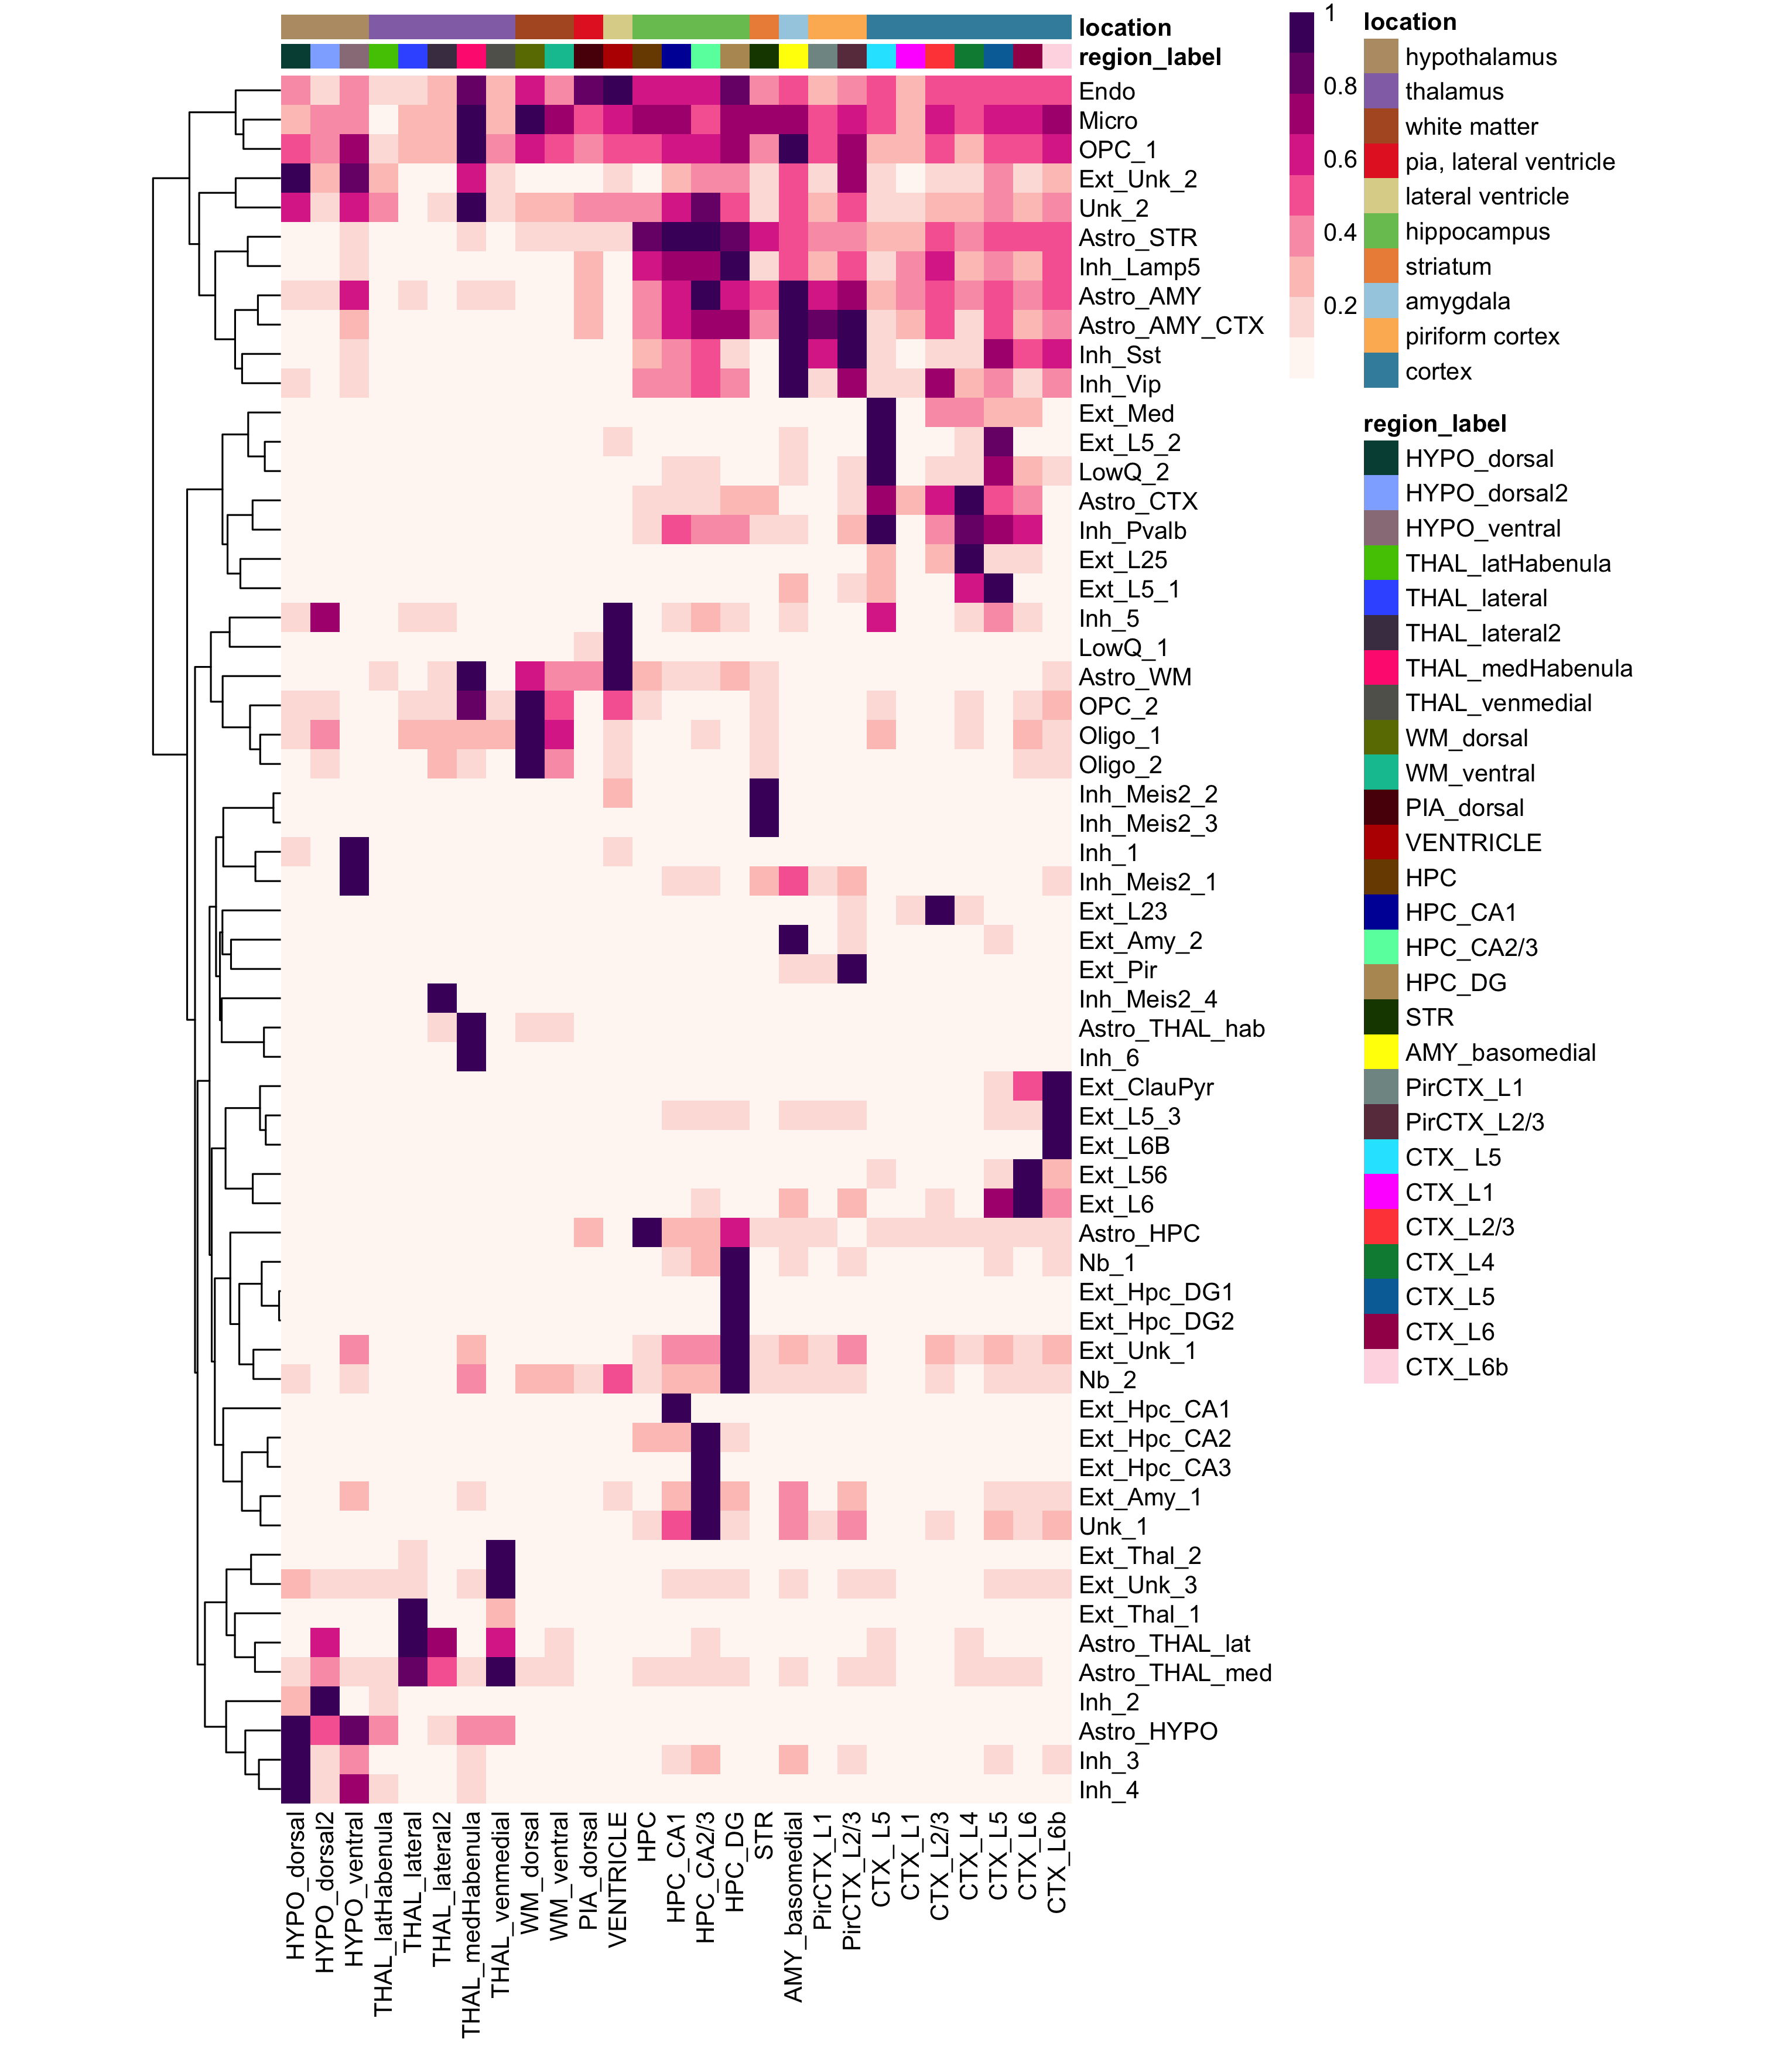 location
region_label
Endo
Micro
OPC_1
Ext_Unk_2
Unk_2
Astro_STR
Inh_Lamp5
Astro_AMY
Astro_AMY_CTX
Inh_Sst
Inh_Vip
Ext_Med
Ext_L5_2
LowQ_2
Astro_CTX
Inh_Pvalb
Ext_L25
Ext_L5_1
Inh_5
LowQ_1
Astro_WM
OPC_2
Oligo_1
Oligo_2
Inh_Meis2_2
Inh_Meis2_3
Inh_1
Inh_Meis2_1
Ext_L23
Ext_Amy_2
Ext_Pir
Inh_Meis2_4
Astro_THAL_hab
Inh_6
Ext_ClauPyr
Ext_L5_3
Ext_L6B
Ext_L56
Ext_L6
Astro_HPC
Nb_1
Ext_Hpc_DG1
Ext_Hpc_DG2
Ext_Unk_1
Nb_2
Ext_Hpc_CA1
Ext_Hpc_CA2
Ext_Hpc_CA3
Ext_Amy_1
Unk_1
Ext_Thal_2
Ext_Unk_3
Ext_Thal_1
Astro_THAL_lat
Astro_THAL_med
Inh_2
Astro_HYPO
Inh_3
Inh_4
HYPO_dorsal
HYPO_dorsal2
HYPO_ventral
THAL_latHabenula
THAL_lateral
THAL_lateral2
THAL_medHabenula
THAL_venmedial
WM_dorsal
WM_ventral
PIA_dorsal
VENTRICLE
HPC
HPC_CA1
HPC_CA2/3
HPC_DG
STR
AMY_basomedial
PirCTX_L1
PirCTX_L2/3
CTX_ L5
CTX_L1
CTX_L2/3
CTX_L4
CTX_L5
CTX_L6
CTX_L6b
1
0.8
0.6
0.4
0.2
location
hypothalamus
thalamus
white matter
pia, lateral ventricle
lateral ventricle
hippocampus
striatum
amygdala
piriform cortex
cortex
region_label
HYPO_dorsal
HYPO_dorsal2
HYPO_ventral
THAL_latHabenula
THAL_lateral
THAL_lateral2
THAL_medHabenula
THAL_venmedial
WM_dorsal
WM_ventral
PIA_dorsal
VENTRICLE
HPC
HPC_CA1
HPC_CA2/3
HPC_DG
STR
AMY_basomedial
PirCTX_L1
PirCTX_L2/3
CTX_ L5
CTX_L1
CTX_L2/3
CTX_L4
CTX_L5
CTX_L6
CTX_L6b